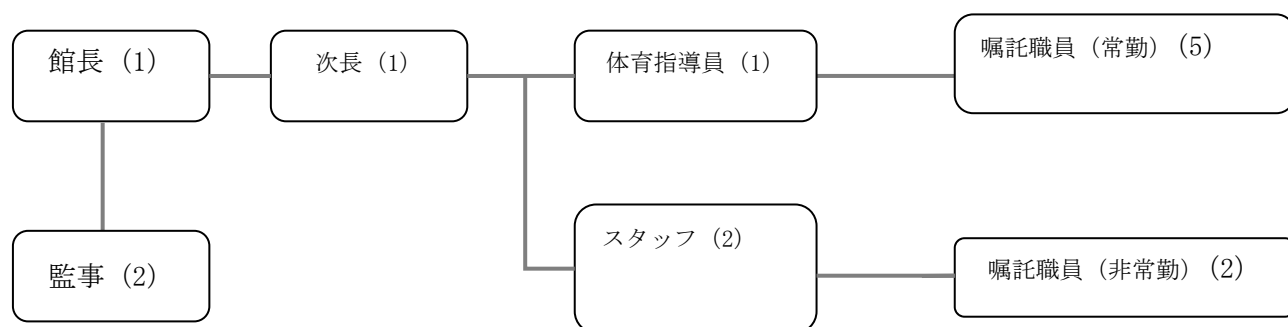 館長（1）
次長（1）
体育指導員（1）
嘱託職員（常勤）（5）
監事（2）
スタッフ（2）
嘱託職員（非常勤）（2）